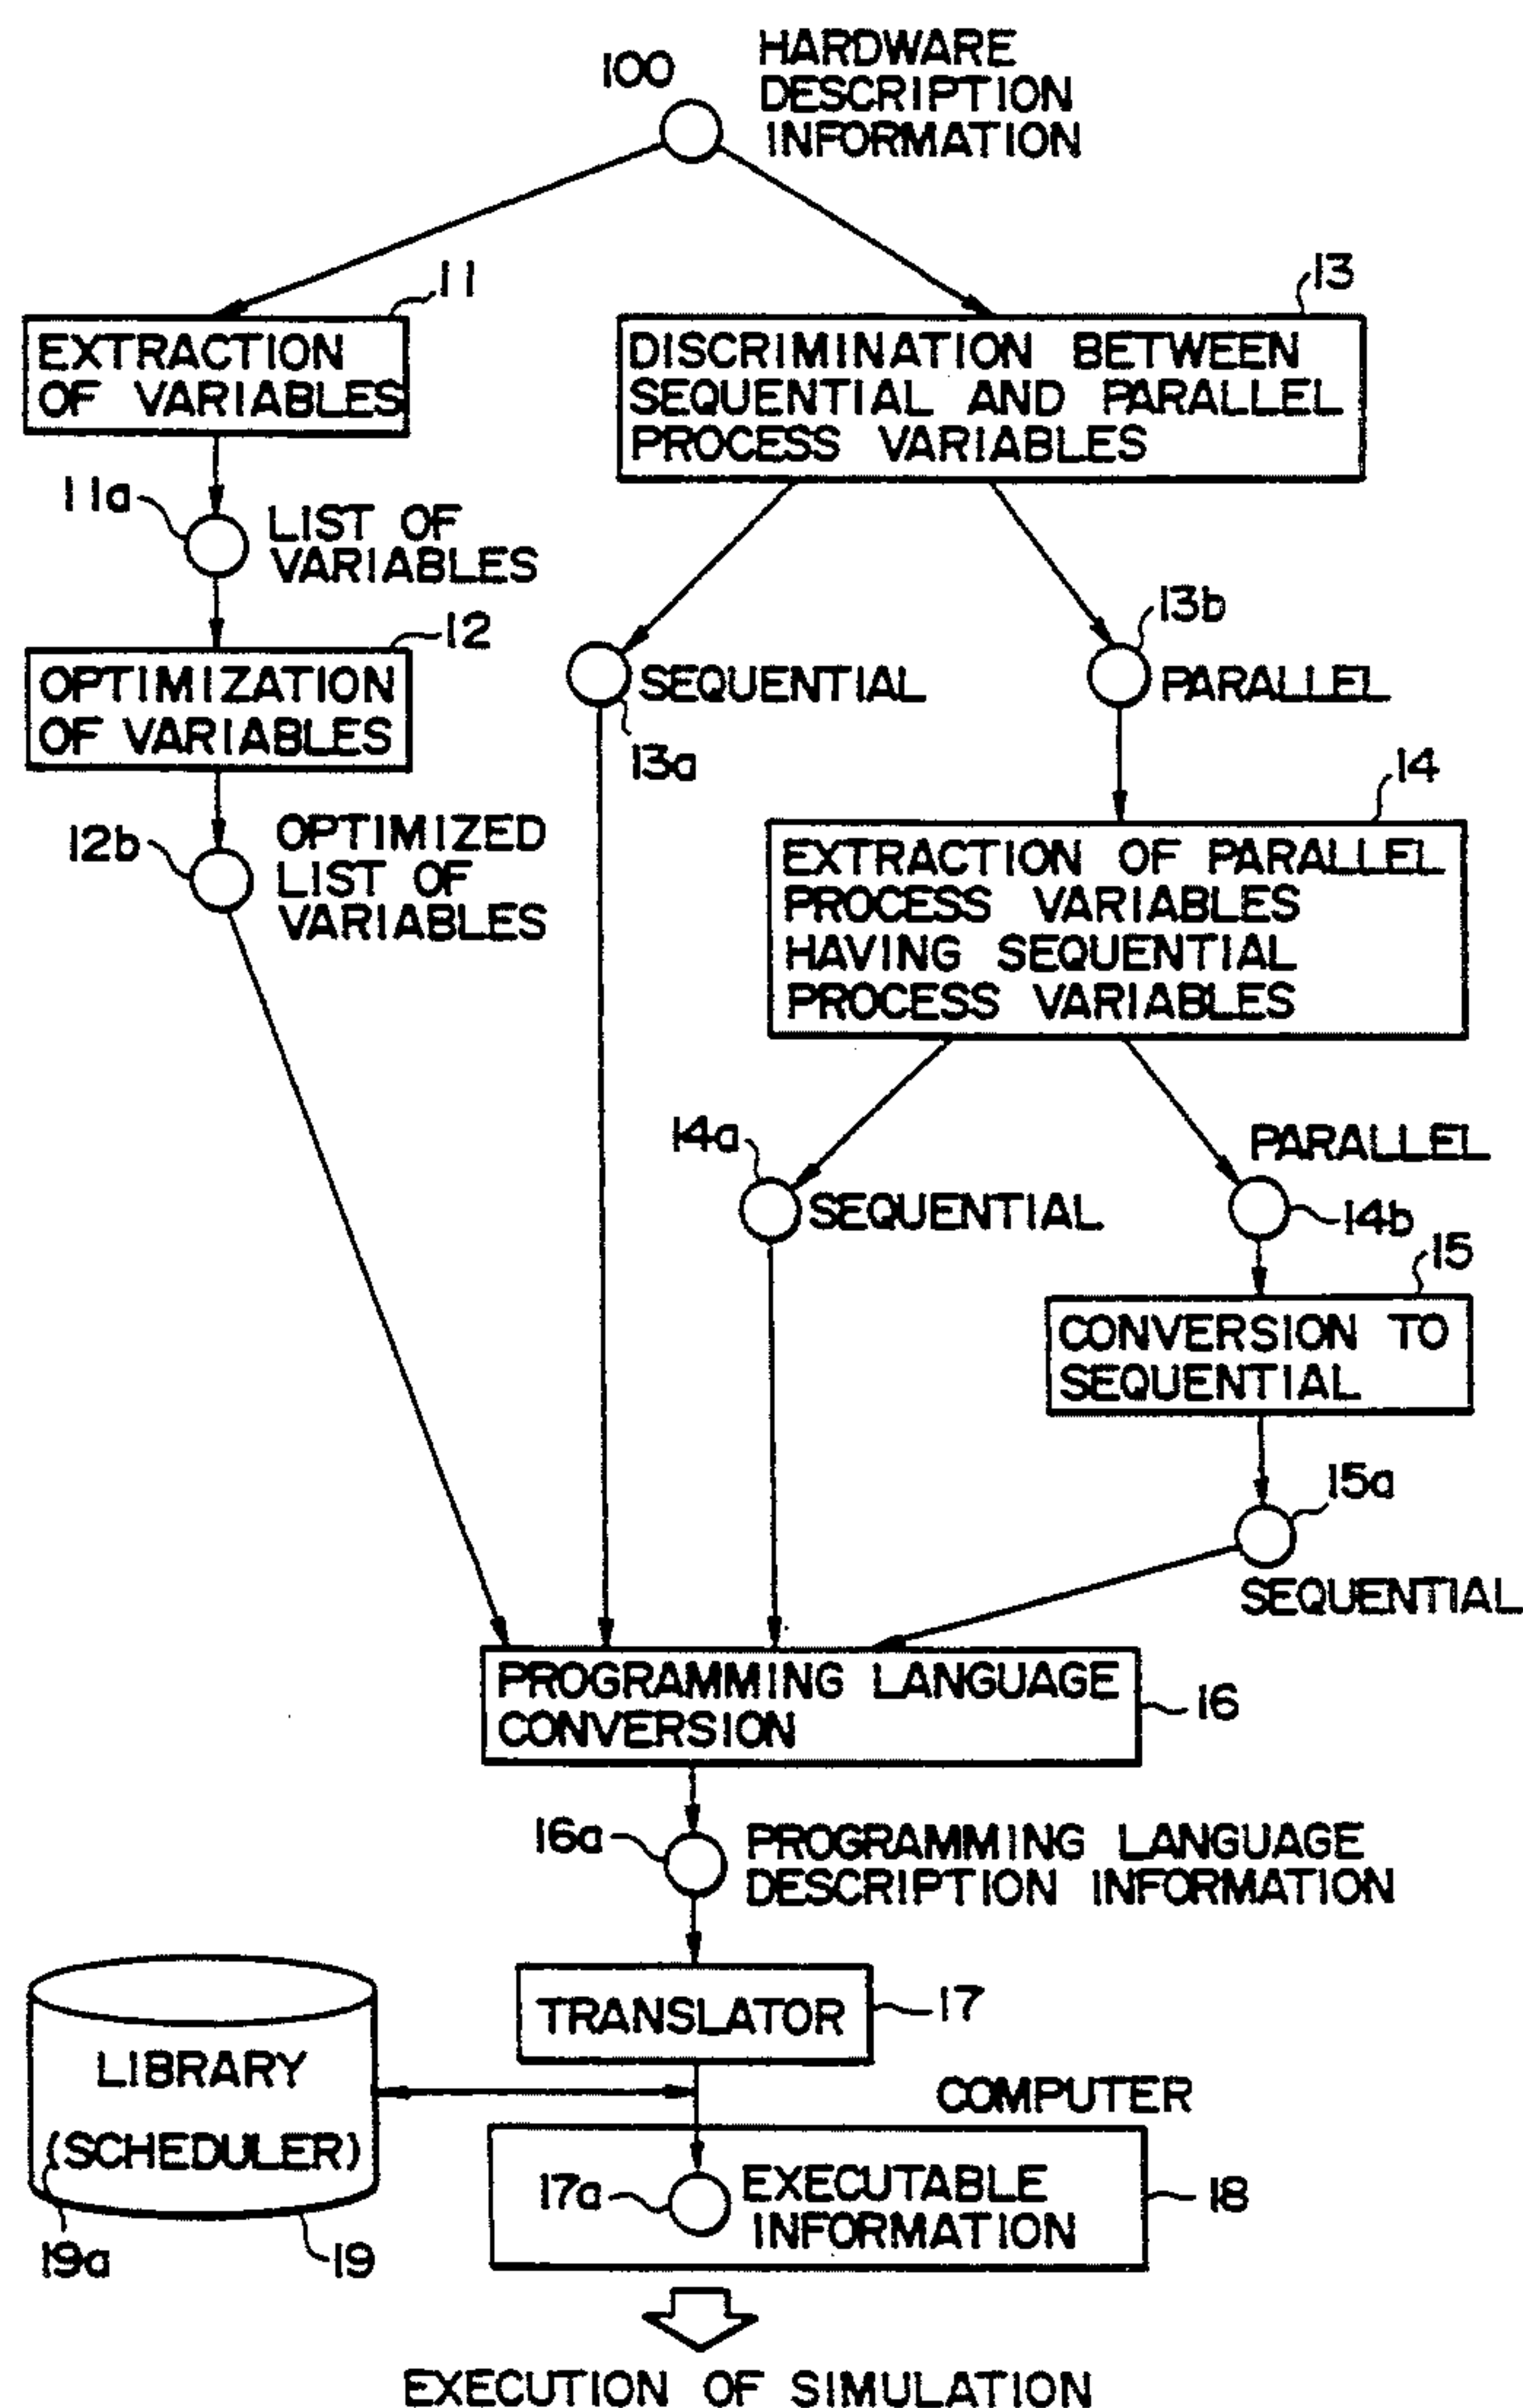 100
HARDWARE
DESCRIPTION
INFORMATION
11
EXTRACTION
OF VARIABLES
13
DISCRIMINATION BETWEEN
SEQUENTIAL AND PARALLEL
PROCESS VARIABLES
11a
LIST OF
VARIABLES
12
OPTIMIZATION
OF VARIABLES
13b
SEQUENTIAL
PARALLEL
13a
12b
OPTIMIZED
LIST OF
VARIABLES
14
EXTRACTION OF PARALLEL
PROCESS VARIABLES
HAVING SEQUENTIAL
PROCESS VARIABLES
14a
SEQUENTIAL
PARALLEL
14b
15
CONVERSION TO
SEQUENTIAL
15a
SEQUENTIAL
PROGRAMMING LANGUAGE
CONVERSION
16
16a
PROGRAMMING LANGUAGE
DESCRIPTION INFORMATION
TRANSLATOR
17
LIBRARY
(SCHEDULER)
19a
19
COMPUTER
17a
EXECUTABLE
INFORMATION
18
EXECUTION OF SIMULATION